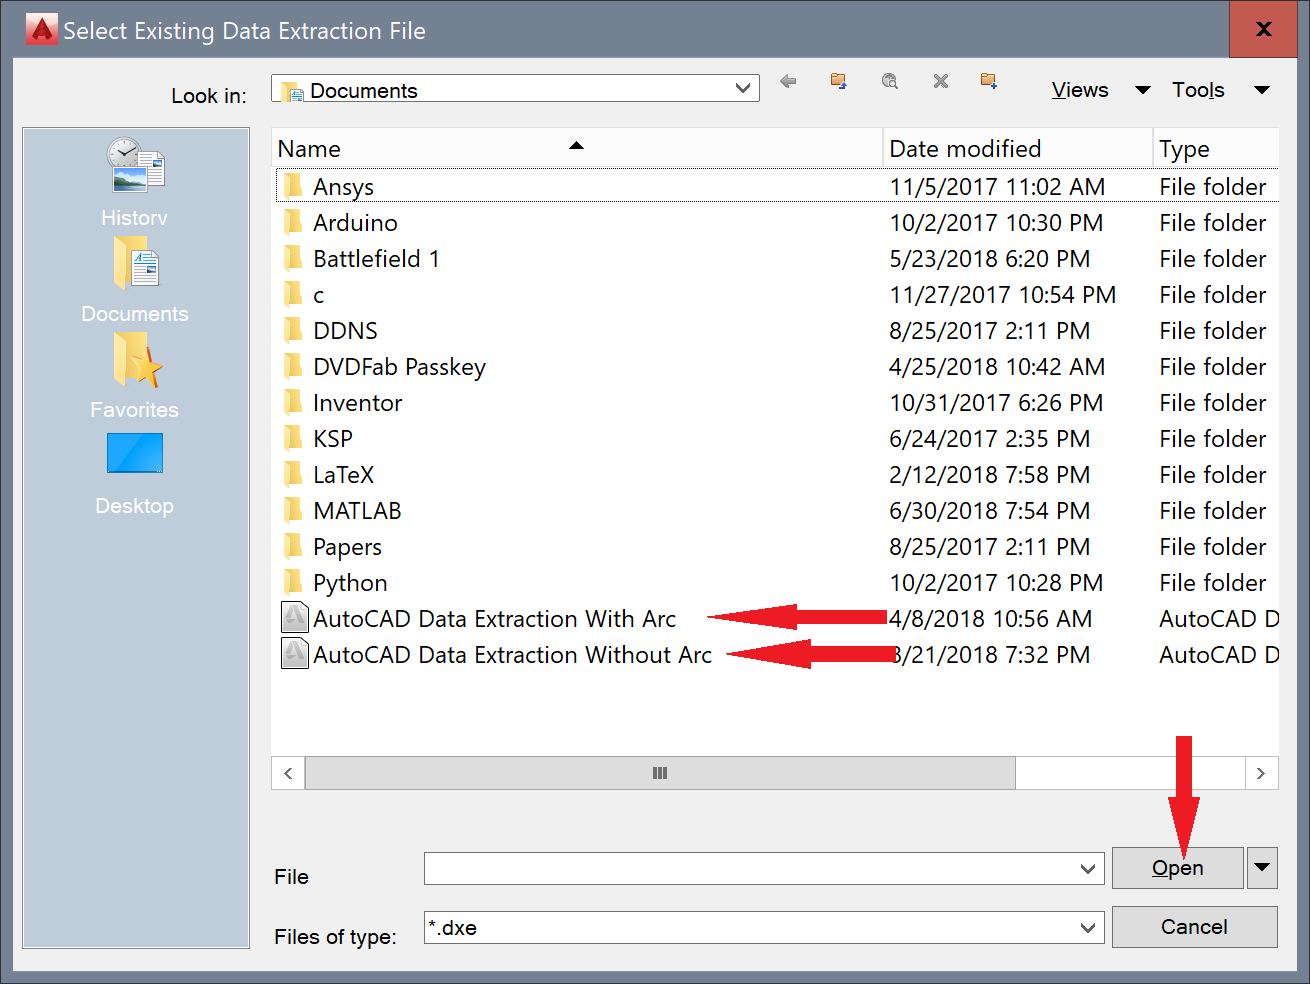 Select Existing Data Extraction File
Look in: Documents Views Tools
Name Date modified Type
Ansys 11/5/2017 11:02 AM File folder
Arduino 10/2/2017 10:30 PM File folder
Battlefield 1 5/23/2018 6:20 PM File folder
c 11/27/2017 10:54 PM File folder
DDNS 8/25/2017 2:11 PM File folder
DVDFab Passkey 4/25/2018 10:42 AM File folder
Inventor 10/31/2017 6:26 PM File folder
KSP 6/24/2017 2:35 PM File folder
LaTeX 2/12/2018 7:58 PM File folder
MATLAB 6/30/2018 7:54 PM File folder
Papers 8/25/2017 2:11 PM File folder
Python 10/2/2017 10:28 PM File folder
AutoCAD Data Extraction With Arc 4/8/2018 10:56 AM AutoCAD D
AutoCAD Data Extraction Without Arc /21/2018 7:32 PM AutoCAD D
History
Documents
Favorites
Desktop
File Open
Files of type: *.dxe Cancel